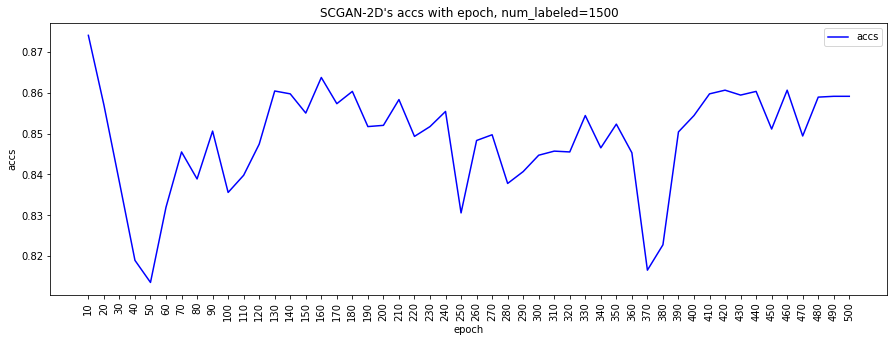 SCGAN-2D's accs with epoch, num_labeled=1500
accs
0.87
0.86
0.85
0.84
0.83
0.82
accs
10 20 30 40 50 60 70 80 90 100 110 120 130 140 150 160 170 180 190 200 210 220 230 240 250 260 270 280 290 300 310 320 330 340 350 360 370 380 390 400 410 420 430 440 450 460 470 480 490 500
epoch